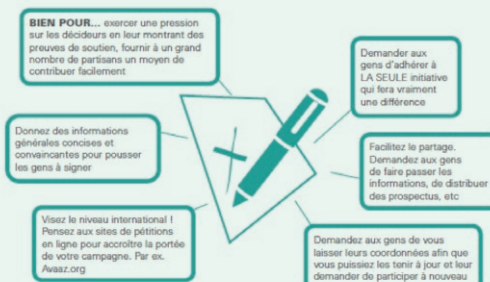 BIEN POUR... exercer une pression
sur les décideurs en leur montrant des
preuves de soutien, fournir à un grand
nombre de partisans un moyen de
contribuer facilement
Demander aux
gens d'adhérer à
LA SEULE initiative
qui fera vraiment
une différence
Donnez des informations
générales concises et
convaincantes pour pousser
les gens à signer
Facilitez le partage.
Demandez aux gens
de faire passer les
informations, de distribuer
des prospectus, etc
Visez le niveau international !
Pensez aux sites de pétitions
en ligne pour accroître la portée
de votre campagne. Par ex.
Avaaz.org
Demandez aux gens de vous
laisser leurs coordonnées afin que
vous puissiez les tenir à jour et leur
demander de participer à nouveau